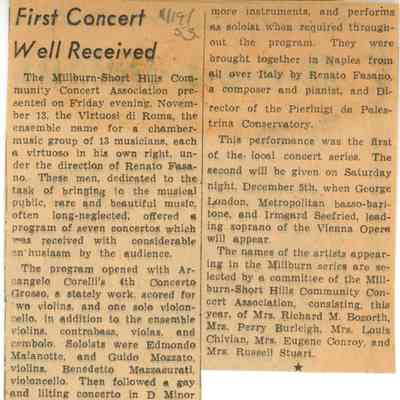 First Concert
Well Received
11/19/
53
The Millburn-Short Hills Com-
munity Concert Association pre-
sented on Friday evening, November
13, the Virtuosi di Roma, the
ensemble name for a chamber-
music group of 13 musicians, each
a virtuoso in his own right, un-
der the direction of Renato Fasa-
no. These men, dedicated to the
task of bringing to the musical
public, rare and beautiful music,
often long-neglected, offered a
program of seven concertos which
was received with considerable
enthusiasm by the audience.
The program opened with Ar-
cangelo Corelli's 4th Concerto
Grosso, a stately work, scored for
two violins, and one solo violon-
cello, in addition to the ensemble
violins, contrabass, violas, and
cembolo. Soloists were Edmondo
Malanotte, and Guido Mozzato,
violins, Benedetto Mazzacurati,
violoncello. Then followed a gay
and lilting concerto in D Minor
more instruments, and performs
as soloist when required through-
out the program. They were
brought together in Naples from
all over Italy by Renato Fasano,
a composer and pianist, and Di-
rector of the Pierluigi da Pales-
trina Conservatory.
This performance was the first
of the local concert series. The
second will be given on Saturday
night, December 5th, when George
London, Metropolitan basso-bari-
tone, and Irmgard Seefried, lead-
ing soprano of the Vienna Opera
will appear.
The names of the artists appear-
ing in the Millburn series are se-
lected by a committee of the Mill-
burn-Short Hills Community Con-
cert Association, consisting, this
year, of Mrs. Richard M. Bozorth,
Mrs. Perry Burleigh, Mrs. Louis
Chivian, Mrs. Eugene Conroy, and
Mrs. Russell Stuart.